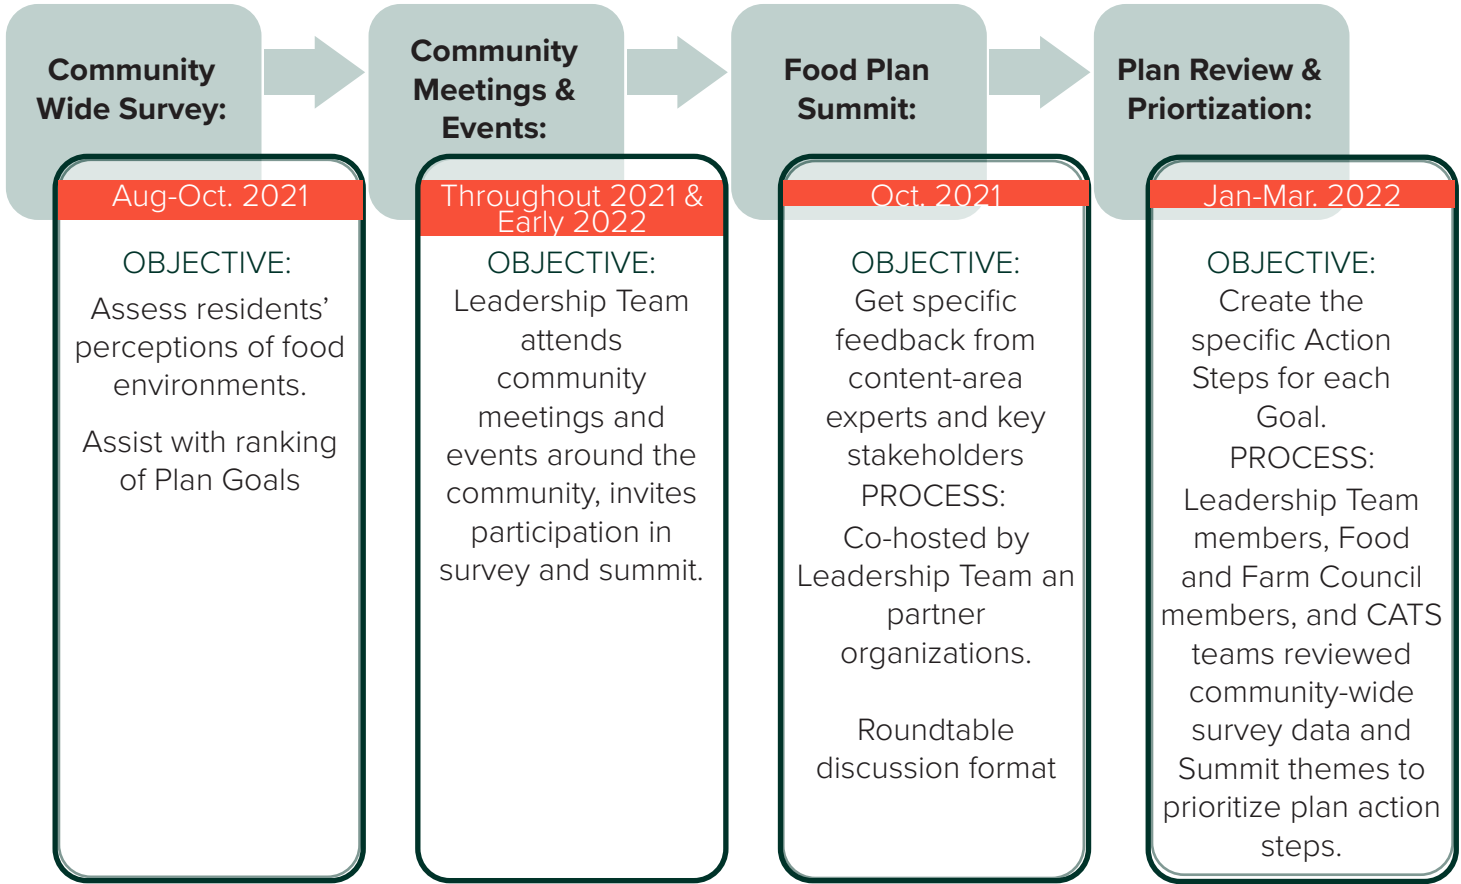 Community
Wide Survey:
Aug-Oct. 2021
OBJECTIVE:
Assess residents’
perceptions of food
environments.
Assist with ranking
of Plan Goals
Community
Meetings &
Events:
Throughout 2021 &
Early 2022
OBJECTIVE:
Leadership Team
attends
community
meetings and
events around the
community, invites
participation in
survey and summit.
Food Plan
Summit:
Oct. 2021
OBJECTIVE:
Get specific
feedback from
content-area
experts and key
stakeholders
PROCESS:
Co-hosted by
Leadership Team an
partner
organizations.
Roundtable
discussion format
Plan Review &
Priortization:
Jan-Mar. 2022
OBJECTIVE:
Create the
specific Action
Steps for each
Goal.
PROCESS:
Leadership Team
members, Food
and Farm Council
members, and CATS
teams reviewed
community-wide
survey data and
Summit themes to
prioritize plan action
steps.